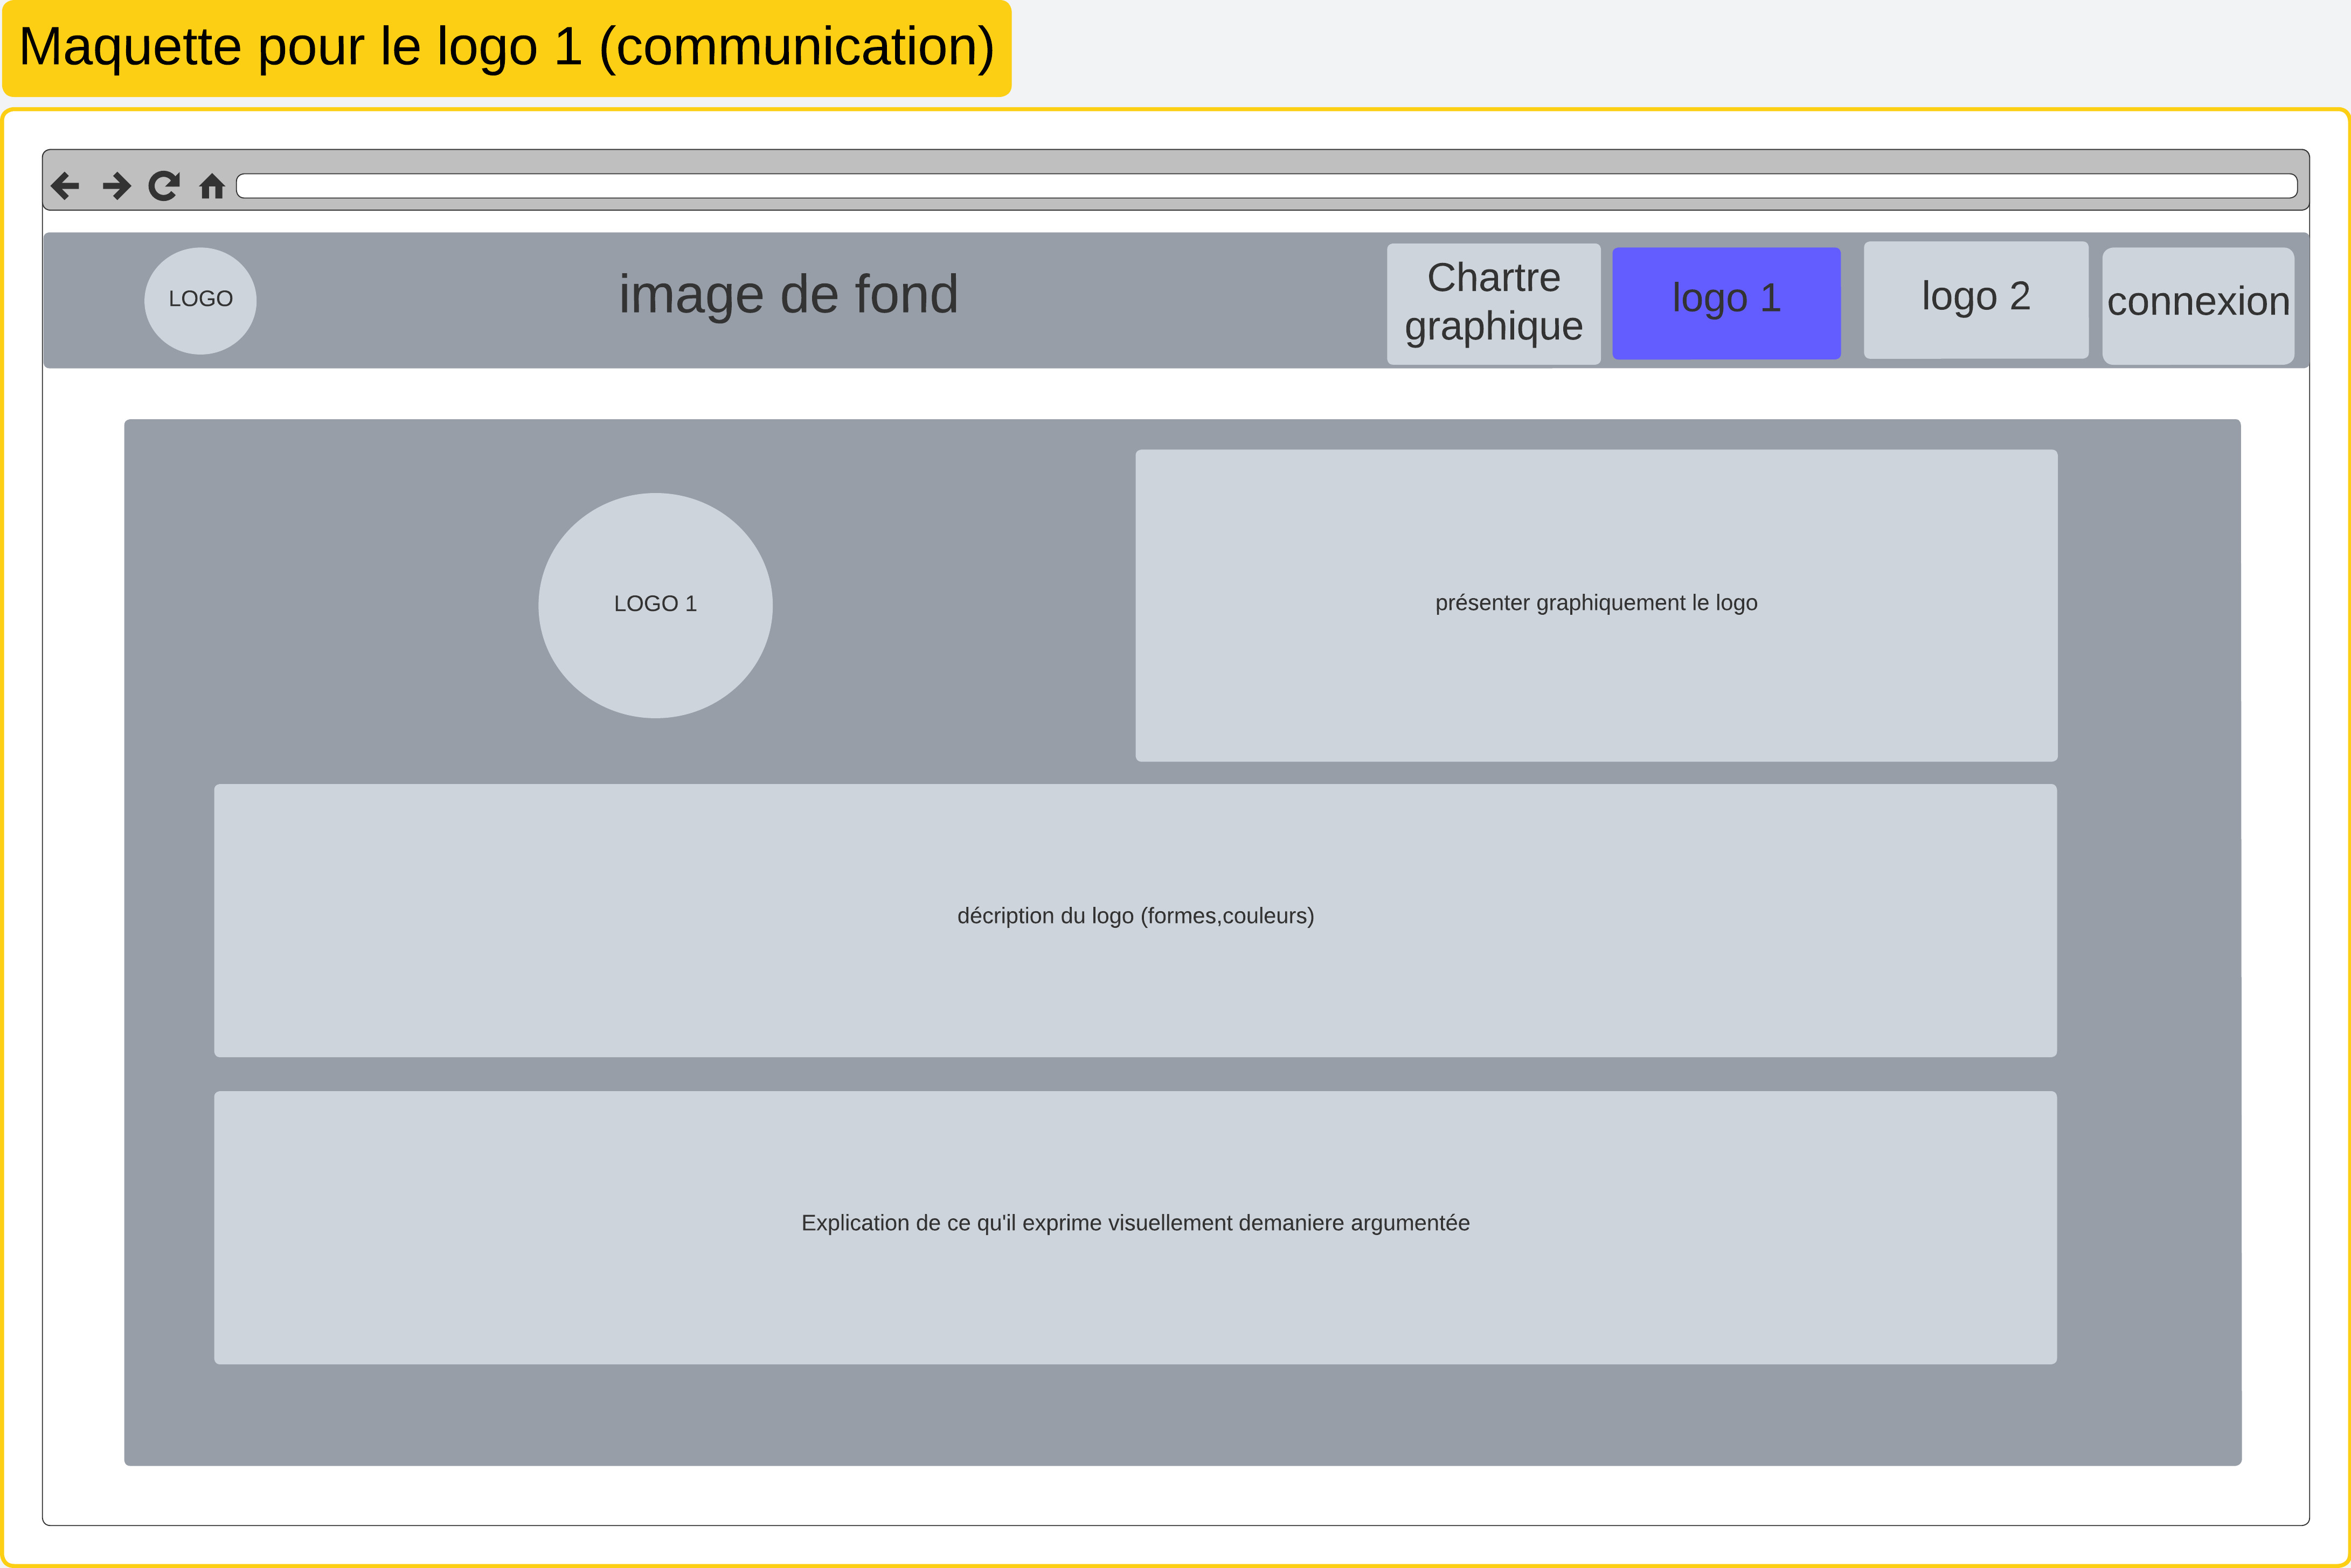 Maquette pour le logo 1 (communication)
LOGO
image de fond
Chartre
graphique
logo 1
logo 2
connexion
LOGO 1
présenter graphiquement le logo
décription du logo (formes,couleurs)
Explication de ce qu'il exprime visuellement demaniere argumentée